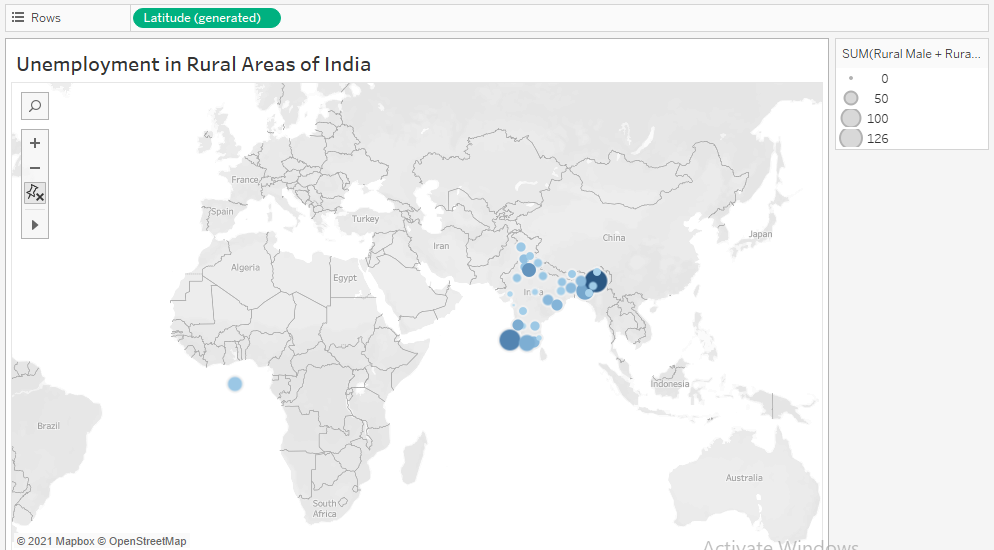 Rows
Latitude (generated)
Unemployment in Rural Areas of India
SUM(Rural Male + Rura...
0
50
100
126
France
Spain
Turkey
Iran
China
Japan
Algeria
Egypt
Indonesia
Brazil
Australia
South
Africa
© 2021 Mapbox © OpenStreetMap
Activate Windows